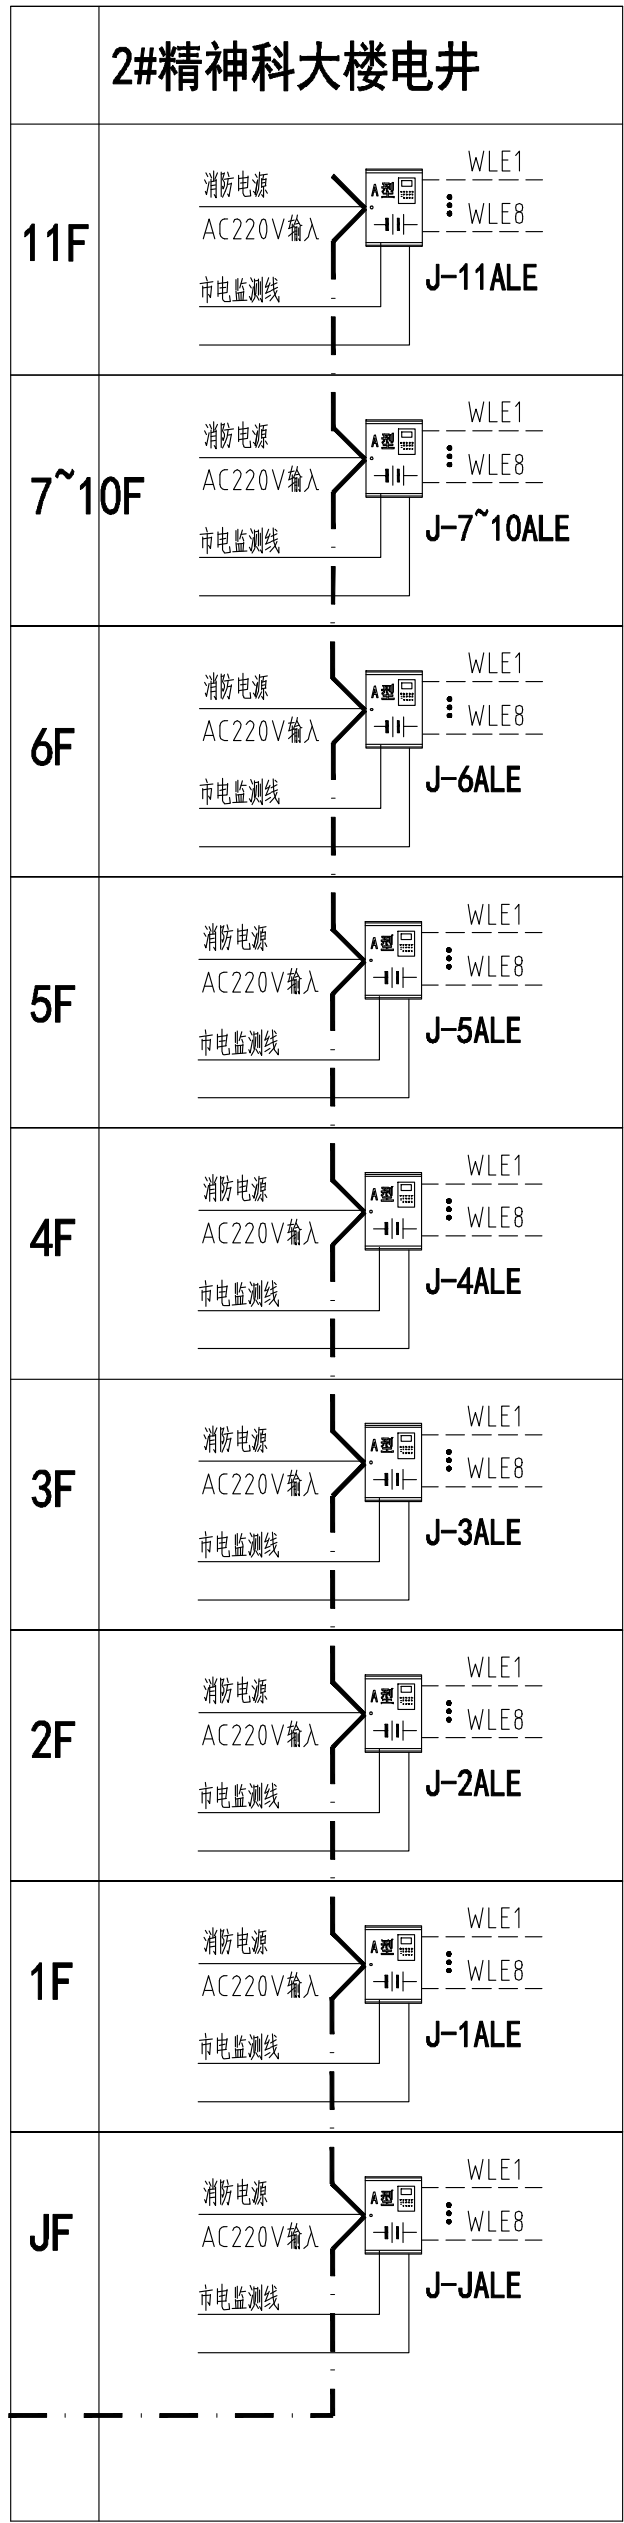 2#精神科大楼电井
11F
消防电源
AC220V输入
市电监测线
A型
WLE1
WLE8
J-11ALE
7~10F
消防电源
AC220V输入
市电监测线
A型
WLE1
WLE8
J-7~10ALE
6F
消防电源
AC220V输入
市电监测线
A型
WLE1
WLE8
J-6ALE
5F
消防电源
AC220V输入
市电监测线
A型
WLE1
WLE8
J-5ALE
4F
消防电源
AC220V输入
市电监测线
A型
WLE1
WLE8
J-4ALE
3F
消防电源
AC220V输入
市电监测线
A型
WLE1
WLE8
J-3ALE
2F
消防电源
AC220V输入
市电监测线
A型
WLE1
WLE8
J-2ALE
1F
消防电源
AC220V输入
市电监测线
A型
WLE1
WLE8
J-1ALE
JF
消防电源
AC220V输入
市电监测线
A型
WLE1
WLE8
J-JALE